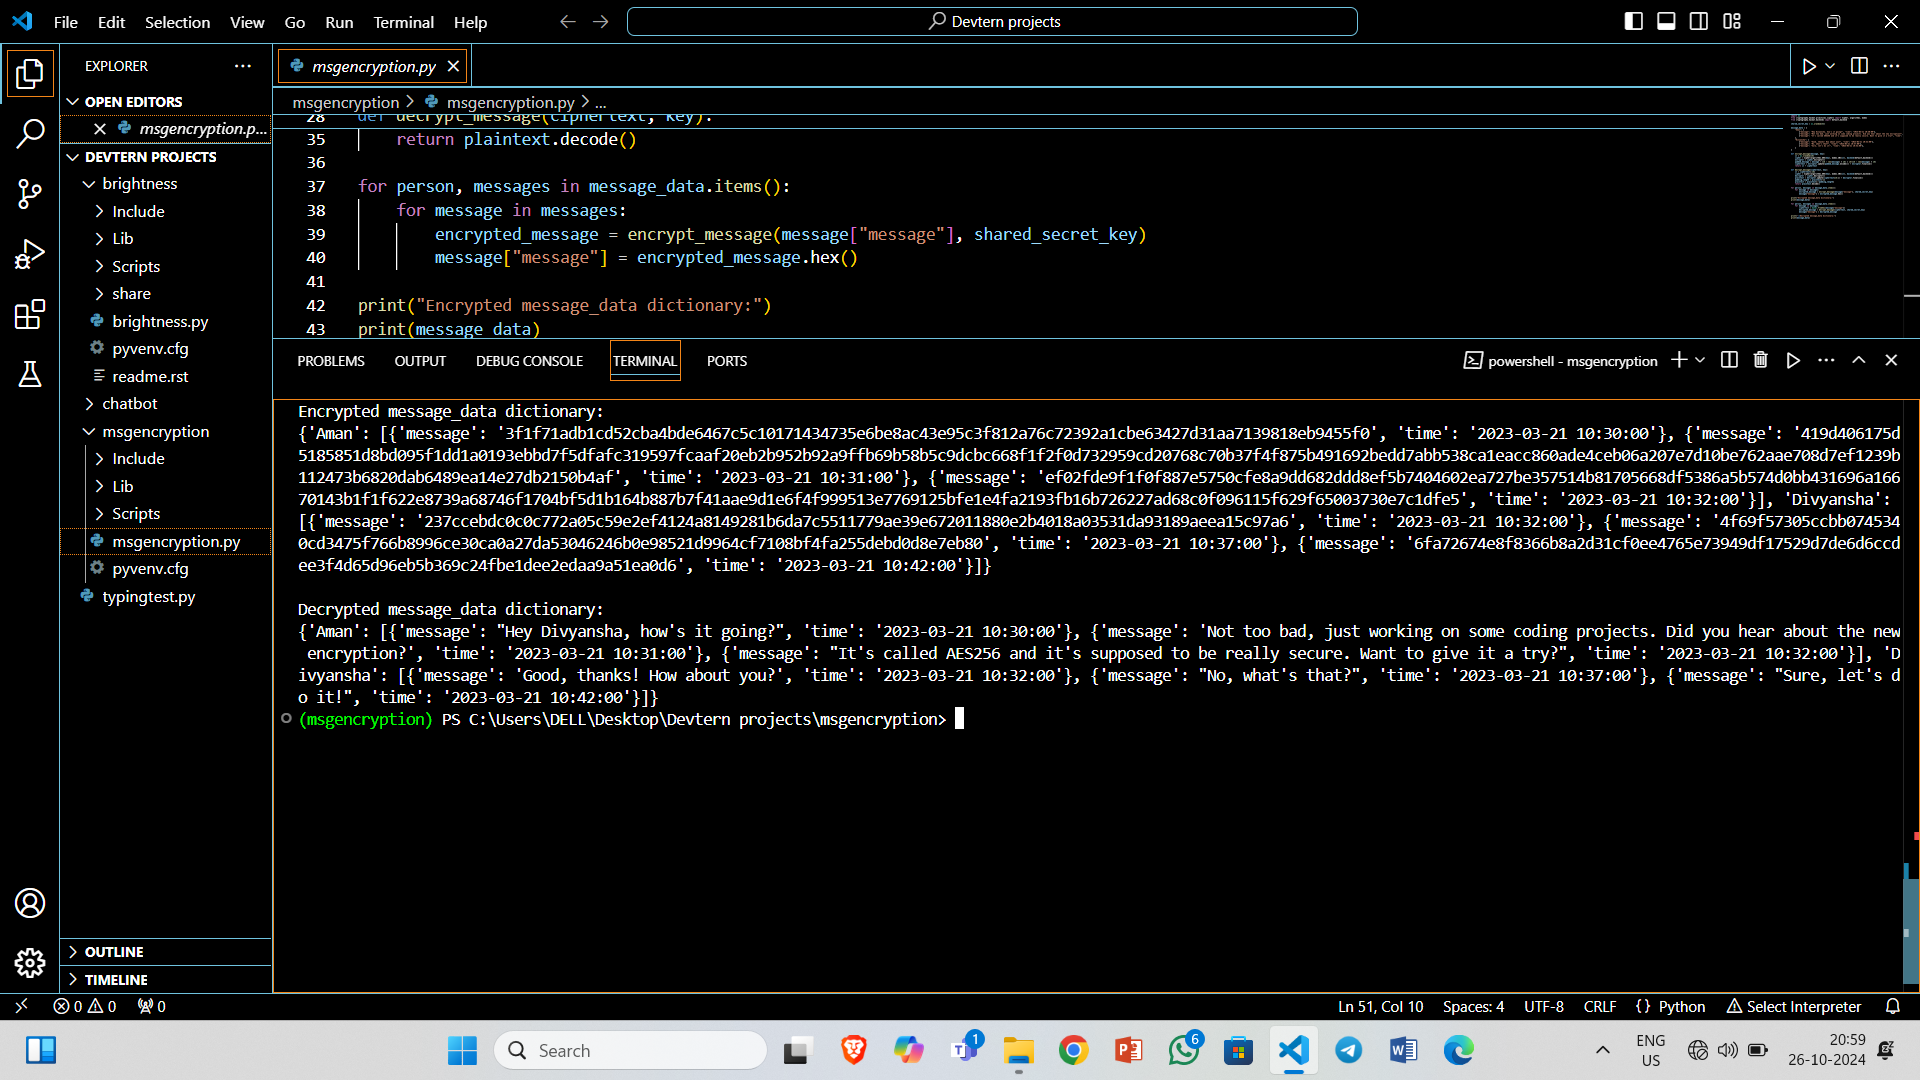 File Edit Selection View Go Run Terminal Help
Devtern projects
EXPLORER
OPEN EDITORS
msgencryption.p...
DEVTERN PROJECTS
brightness
Include
Lib
Scripts
share
brightness.py
pyvenv.cfg
readme.rst
chatbot
msgencryption
Include
Lib
Scripts
msgencryption.py
pyvenv.cfg
typingtest.py
OUTLINE
TIMELINE
msgencryption.py
msgencryption > msgencryption.py > ...
28 def decrypt_message(ciphertext, key):
35 return plaintext.decode()
36
37 for person, messages in message_data.items():
38 for message in messages:
39 encrypted_message = encrypt_message(message["message"], shared_secret_key)
40 message["message"] = encrypted_message.hex()
41
42 print("Encrypted message_data dictionary:")
43 print(message_data)
PROBLEMS OUTPUT DEBUG CONSOLE TERMINAL PORTS
powershell - msgencryption
Encrypted message_data dictionary:
{'Aman': [{'message': '3f1f71adb1cd52cba4bde6467c5c10171434735e6be8ac43e95c3f812a76c72392a1cbe63427d31aa7139818eb9455f0', 'time': '2023-03-21 10:30:00'}, {'message': '419d406175d
5185851d8bd095f1dd1a0193ebbd7f5dfafc319597fcaaf20eb2b952b92a9ffb69b58b5c9dcbc668f1f2f0d732959cd20768c70b37f4f875b491692bedd7abb538ca1eacc860ade4ceb06a207e7d10be762aae708d7ef1239b
112473b6820dab6489ea14e27db2150b4af', 'time': '2023-03-21 10:31:00'}, {'message': 'ef02fde9f1f0f887e5750cfe8a9dd682ddd8ef5b7404602ea727be357514b81705668df5386a5b574d0bb431696a166
70143b1f1f622e8739a68746f1704bf5d1b164b887b7f41aae9d1e6f4f999513e7769125bfe1e4fa2193fb16b726227ad68c0f096115f629f65003730e7c1dfe5', 'time': '2023-03-21 10:32:00'}], 'Divyansha':
[{'message': '237ccebdc0c0c772a05c59e2ef4124a8149281b6da7c5511779ae39e672011880e2b4018a03531da93189aeea15c97a6', 'time': '2023-03-21 10:32:00'}, {'message': '4f69f57305ccbb074534
0cd3475f766b8996ce30ca0a27da53046246b0e98521d9964cf7108bf4fa255debd0d8e7eb80', 'time': '2023-03-21 10:37:00'}, {'message': '6fa72674e8f8366b8a2d31cf0ee4765e73949df17529d7de6d6ccd
ee3f4d65d96eb5b369c24fbe1dee2edaa9a51ea0d6', 'time': '2023-03-21 10:42:00'}]}
Decrypted message_data dictionary:
{'Aman': [{'message': "Hey Divyansha, how's it going?", 'time': '2023-03-21 10:30:00'}, {'message': 'Not too bad, just working on some coding projects. Did you hear about the new
encryption?', 'time': '2023-03-21 10:31:00'}, {'message': "It's called AES256 and it's supposed to be really secure. Want to give it a try?", 'time': '2023-03-21 10:32:00'}], 'D
ivyansha': [{'message': 'Good, thanks! How about you?', 'time': '2023-03-21 10:32:00'}, {'message': "No, what's that?", 'time': '2023-03-21 10:37:00'}, {'message': "Sure, let's d
o it!", 'time': '2023-03-21 10:42:00'}]}
(msgencryption) PS C:\Users\DELL\Desktop\Devtern projects\msgencryption>
0 0 0
Ln 51, Col 10 Spaces: 4 UTF-8 CRLF {} Python Select Interpreter
Search
1
6
ENG
US
20:59
26-10-2024